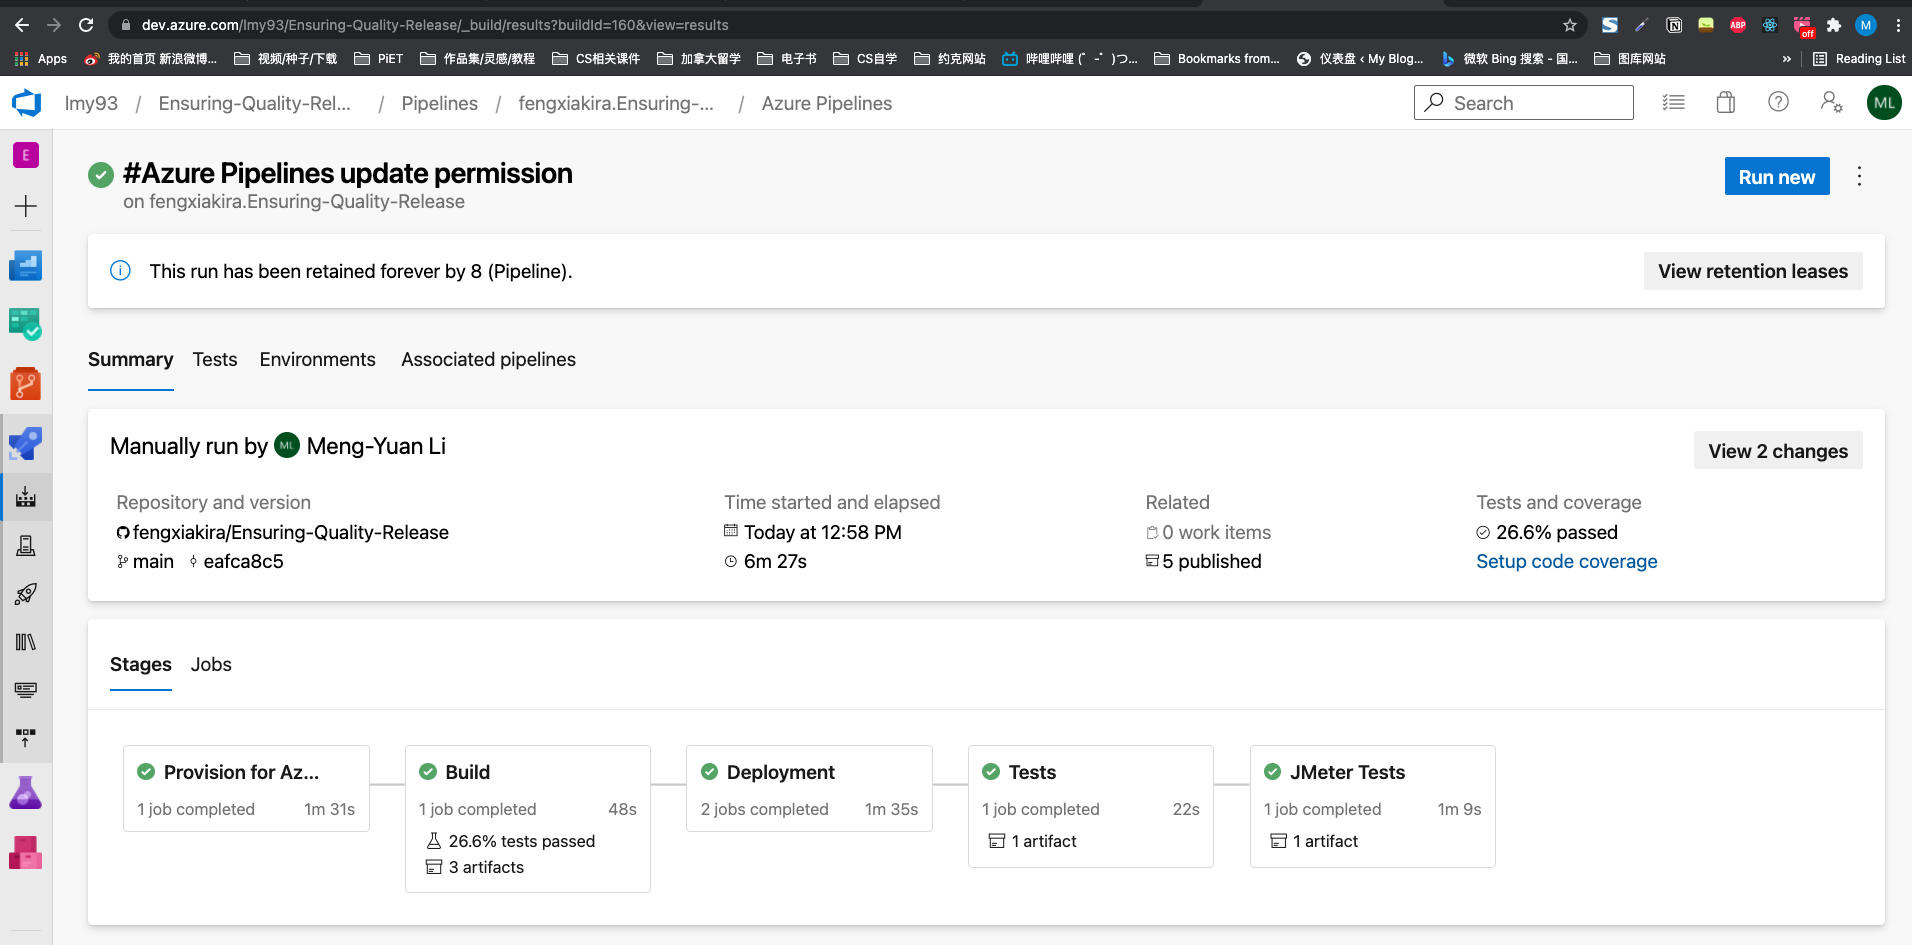 dev.azure.com/lmy93/Ensuring-Quality-Release/_build/results?buildId=160&view=results
ABP
off
M
Apps 我的首页 新浪微博... 视频/种子/下载 PiET 作品集/灵感/教程 CS相关课件 加拿大留学 电子书 CS自学 约克网站 哔哩哔哩 (゜-゜)つ... Bookmarks from... 仪表盘 ‹ My Blog... 微软 Bing 搜索 - 国... 图库网站 » Reading List
lmy93 / Ensuring-Quality-Rel... / Pipelines / fengxiakira.Ensuring-... / Azure Pipelines
Search
ML
E
#Azure Pipelines update permission
on fengxiakira.Ensuring-Quality-Release
Run new
This run has been retained forever by 8 (Pipeline).
View retention leases
Summary Tests Environments Associated pipelines
Manually run by ML Meng-Yuan Li
View 2 changes
Repository and version
fengxiakira/Ensuring-Quality-Release
main eafca8c5
Time started and elapsed
Today at 12:58 PM
6m 27s
Related
0 work items
5 published
Tests and coverage
26.6% passed
Setup code coverage
Stages Jobs
Provision for Az...
1 job completed 1m 31s
Build
1 job completed 48s
26.6% tests passed
3 artifacts
Deployment
2 jobs completed 1m 35s
Tests
1 job completed 22s
1 artifact
JMeter Tests
1 job completed 1m 9s
1 artifact